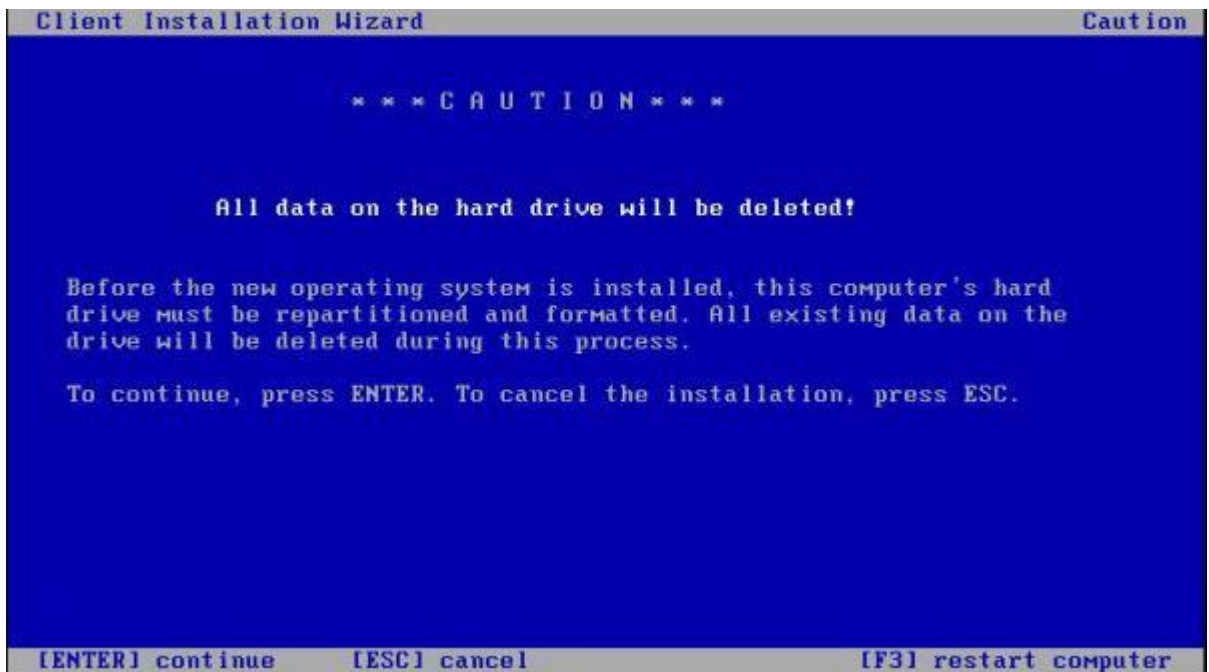 Client Installation Wizard Caution
* * * C A U T I O N * * *
All data on the hard drive will be deleted!
Before the new operating system is installed, this computer's hard
drive must be repartitioned and formatted. All existing data on the
drive will be deleted during this process.
To continue, press ENTER. To cancel the installation, press ESC.
[ENTER] continue [ESC] cancel [F3] restart computer